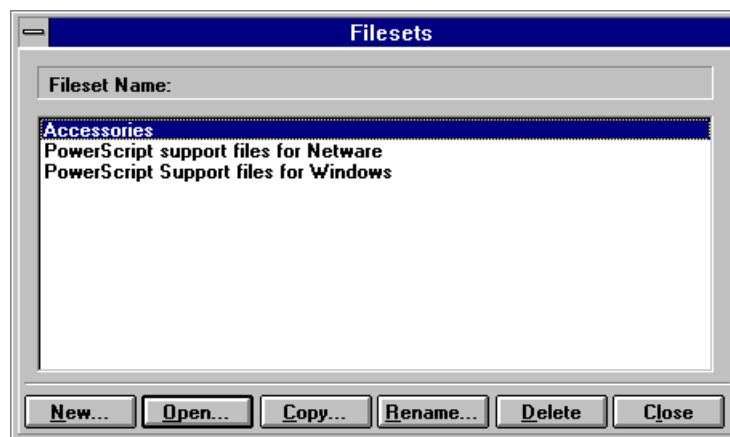 Filesets
Fileset Name:
Accessories
PowerScript support files for Netware
PowerScript Support files for Windows
New... Open... Copy... Rename... Delete Close